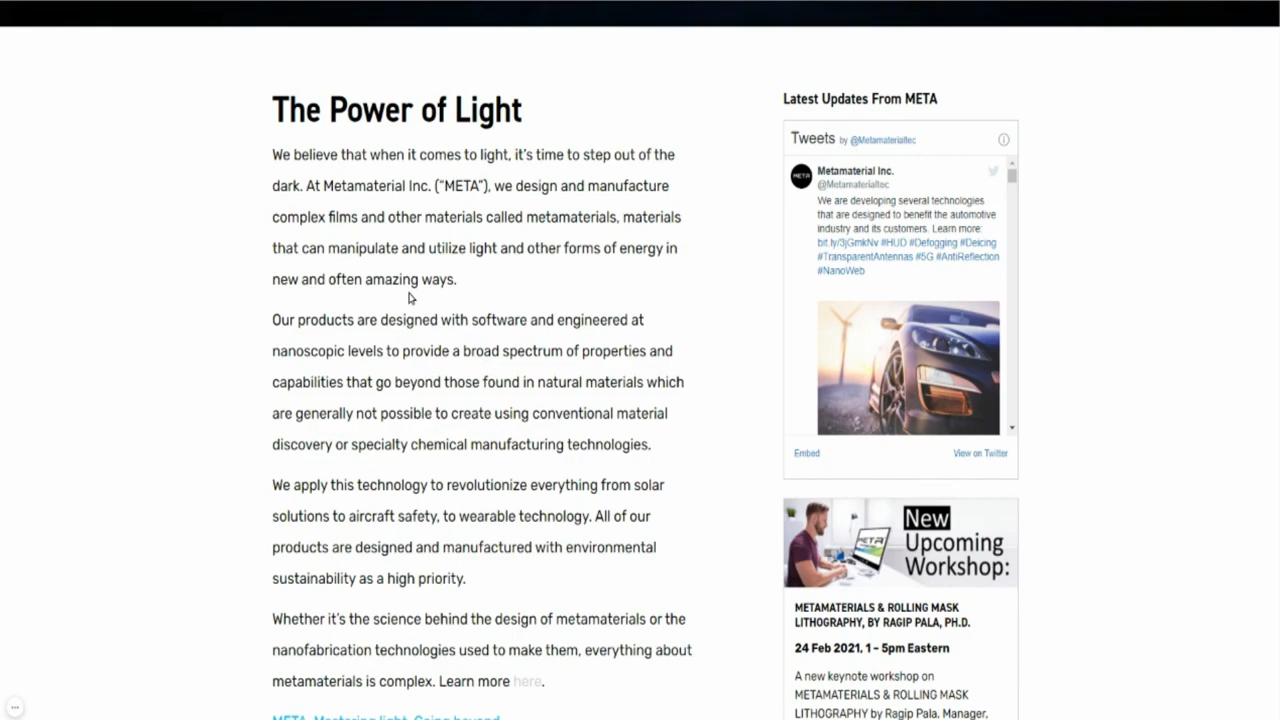 The Power of Light
We believe that when it comes to light, it's time to step out of the
dark. At Metamaterial Inc. ("META"), we design and manufacture
complex films and other materials called metamaterials, materials
that can manipulate and utilize light and other forms of energy in
new and often amazing ways.
Our products are designed with software and engineered at
nanoscopic levels to provide a broad spectrum of properties and
capabilities that go beyond those found in natural materials which
are generally not possible to create using conventional material
discovery or specialty chemical manufacturing technologies.
We apply this technology to revolutionize everything from solar
solutions to aircraft safety, to wearable technology. All of our
products are designed and manufactured with environmental
sustainability as a high priority.
Whether it's the science behind the design of metamaterials or the
nanofabrication technologies used to make them, everything about
metamaterials is complex. Learn more here.
META. Mastering light. Going beyond
Latest Updates From META
Tweets by @Metamaterialtec
META
Metamaterial Inc.
@Metamaterialtec
We are developing several technologies
that are designed to benefit the automotive
industry and its customers. Learn more:
bit.ly/3jGmkNv #HUD #Defogging #Deicing
#TransparentAntennas #5G #AntiReflection
#NanoWeb
Embed
View on Twitter
META
New
Upcoming
Workshop:
METAMATERIALS & ROLLING MASK
LITHOGRAPHY, BY RAGIP PALA, PH.D.
24 Feb 2021, 1 – 5pm Eastern
A new keynote workshop on
METAMATERIALS & ROLLING MASK
LITHOGRAPHY by Ragip Pala, Manager,